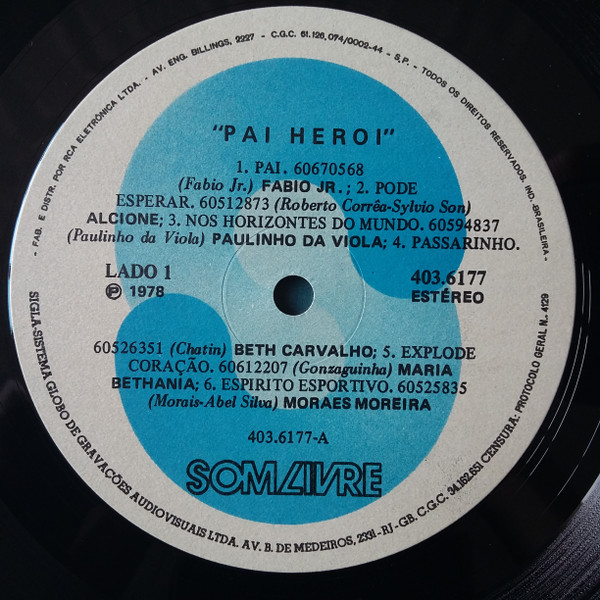 - FAB. E DISTR. POR RCA ELETRÔNICA LTDA. - AV. ENG. BILLINGS, 2227 - C.G.C. 61.126.074/0002-44 - S.P. - TODOS OS DIREITOS RESERVADOS. IND. BRASILEIRA -
"PAI HEROI"
1. PAI. 60670568
(Fabio Jr.) FABIO JR.; 2. PODE
ESPERAR. 60512873 (Roberto Corrêa-Sylvio Son)
ALCIONE; 3. NOS HORIZONTES DO MUNDO. 60594837
(Paulinho da Viola) PAULINHO DA VIOLA; 4. PASSARINHO.
LADO 1 403.6177
Ⓟ 1978 ESTÉREO
60526351 (Chatin) BETH CARVALHO; 5. EXPLODE
CORAÇÃO. 60612207 (Gonzaguinha) MARIA
BETHANIA; 6. ESPIRITO ESPORTIVO. 60525835
(Morais-Abel Silva) MORAES MOREIRA
403.6177-A
SOM LIVRE
SIGLA-SISTEMA GLOBO DE GRAVAÇÕES AUDIOVISUAIS LTDA. AV. B. DE MEDEIROS, 2331-RJ-GB. C.G.C. 34.162.651 CENSURA: PROTOCOLO GERAL N.. 4129